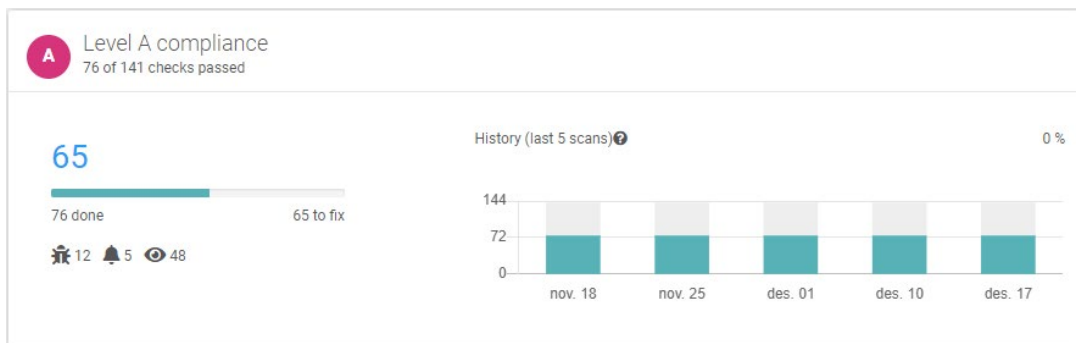 A
Level A compliance
76 of 141 checks passed
65
76 done 65 to fix
12 5 48
History (last 5 scans)? 0 %
144
72
0
nov. 18 nov. 25 des. 01 des. 10 des. 17